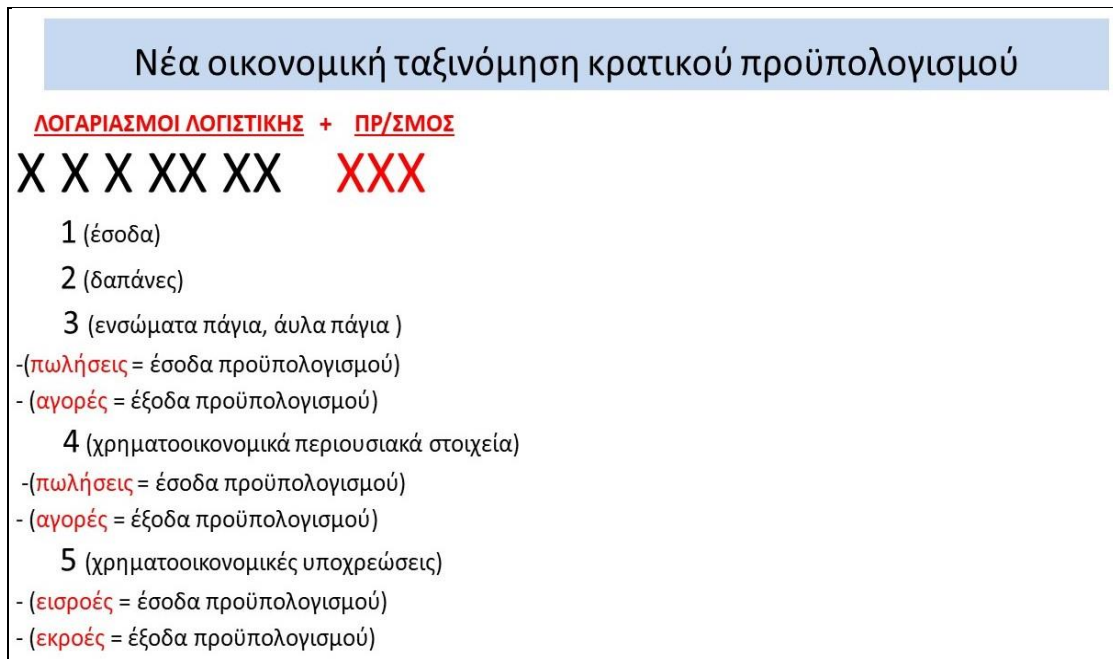 Νέα οικονομική ταξινόμηση κρατικού προϋπολογισμού
ΛΟΓΑΡΙΑΣΜΟΙ ΛΟΓΙΣΤΙΚΗΣ + ΠΡ/ΣΜΟΣ
X X X XX XX XXX
1 (έσοδα)
2 (δαπάνες)
3 (ενσώματα πάγια, άυλα πάγια )
-(πωλήσεις = έσοδα προϋπολογισμού)
- (αγορές = έξοδα προϋπολογισμού)
4 (χρηματοοικονομικά περιουσιακά στοιχεία)
-(πωλήσεις = έσοδα προϋπολογισμού)
- (αγορές = έξοδα προϋπολογισμού)
5 (χρηματοοικονομικές υποχρεώσεις)
- (εισροές = έσοδα προϋπολογισμού)
- (εκροές = έξοδα προϋπολογισμού)